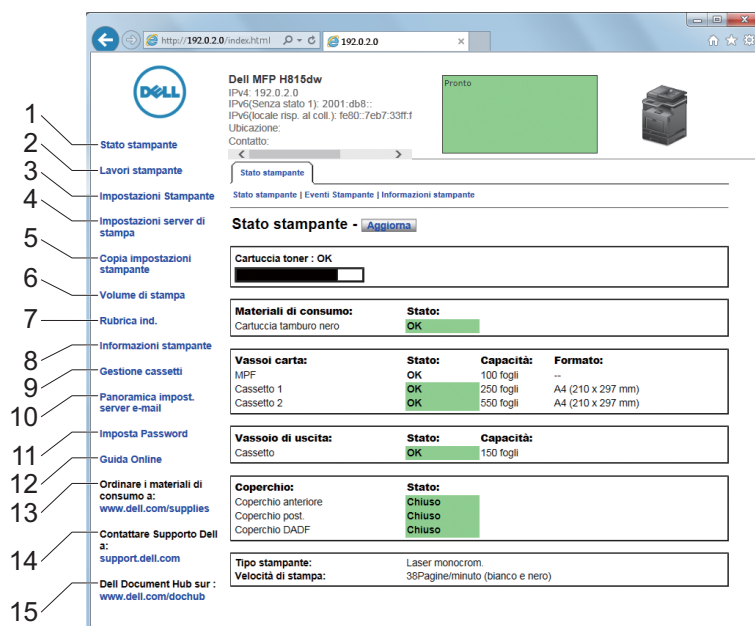 http://192.0.2.0/index.html
192.0.2.0
DELL
Dell MFP H815dw
IPv4: 192.0.2.0
IPv6(Senza stato 1): 2001:db8::
IPv6(locale risp. al coll.): fe80::7eb7:33ff:f
Ubicazione:
Contatto:
Pronto
1
2
3
4
5
6
7
8
9
10
11
12
13
14
15
Stato stampante
Lavori stampante
Impostazioni Stampante
Impostazioni server di
stampa
Copia impostazioni
stampante
Volume di stampa
Rubrica ind.
Informazioni stampante
Gestione cassetti
Panoramica impost.
server e-mail
Imposta Password
Guida Online
Ordinare i materiali di
consumo a:
www.dell.com/supplies
Contattare Supporto Dell
a:
support.dell.com
Dell Document Hub sur :
www.dell.com/dochub
Stato stampante
Stato stampante | Eventi Stampante | Informazioni stampante
Stato stampante - Aggiorna
Cartuccia toner : OK
Materiali di consumo: Stato:
Cartuccia tamburo nero OK
Vassoi carta: Stato: Capacità: Formato:
MPF OK 100 fogli --
Cassetto 1 OK 250 fogli A4 (210 x 297 mm)
Cassetto 2 OK 550 fogli A4 (210 x 297 mm)
Vassoio di uscita: Stato: Capacità:
Cassetto OK 150 fogli
Coperchio: Stato:
Coperchio anteriore Chiuso
Coperchio post. Chiuso
Coperchio DADF Chiuso
Tipo stampante: Laser monocrom.
Velocità di stampa: 38Pagine/minuto (bianco e nero)